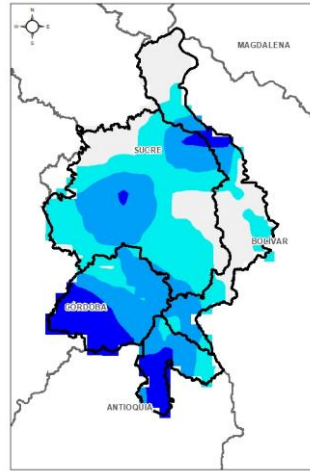 N
W
E
S
MAGDALENA
SUCRE
BOLIVAR
CÓRDOBA
ANTIOQUIA